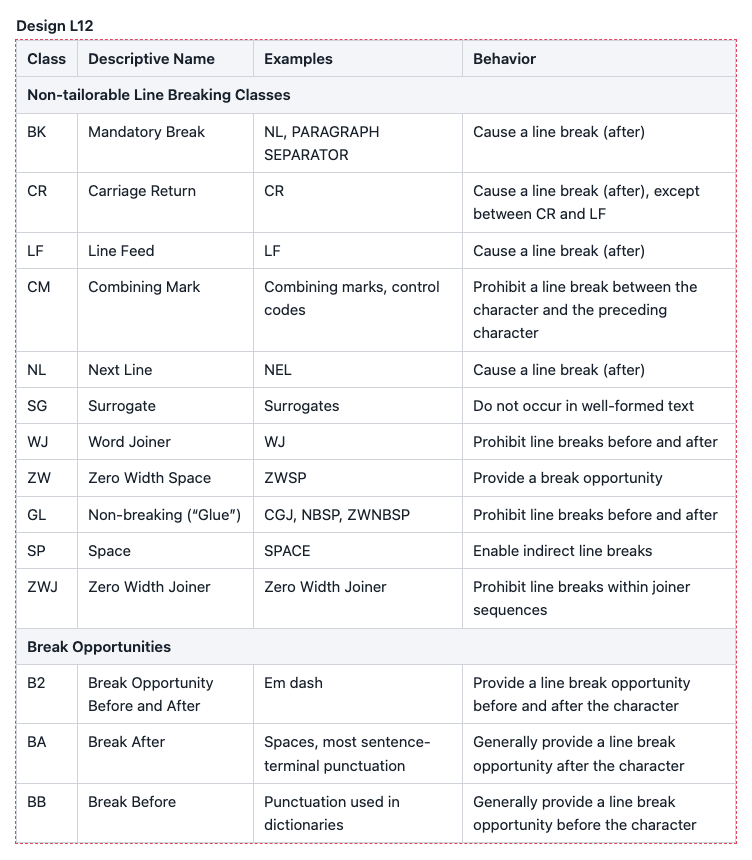 Design L12
Class Descriptive Name Examples Behavior
Non-tailorable Line Breaking Classes
BK Mandatory Break NL, PARAGRAPH Cause a line break (after)
SEPARATOR
CR Carriage Return CR Cause a line break (after), except
between CR and LF
LF Line Feed LF Cause a line break (after)
CM Combining Mark Combining marks, control Prohibit a line break between the
codes character and the preceding
character
NL Next Line NEL Cause a line break (after)
SG Surrogate Surrogates Do not occur in well-formed text
WJ Word Joiner WJ Prohibit line breaks before and after
ZW Zero Width Space ZWSP Provide a break opportunity
GL Non-breaking (“Glue”) CGJ, NBSP, ZWNBSP Prohibit line breaks before and after
SP Space SPACE Enable indirect line breaks
ZWJ Zero Width Joiner Zero Width Joiner Prohibit line breaks within joiner
sequences
Break Opportunities
B2 Break Opportunity Em dash Provide a line break opportunity
Before and After before and after the character
BA Break After Spaces, most sentence- Generally provide a line break
terminal punctuation opportunity after the character
BB Break Before Punctuation used in Generally provide a line break
dictionaries opportunity before the character